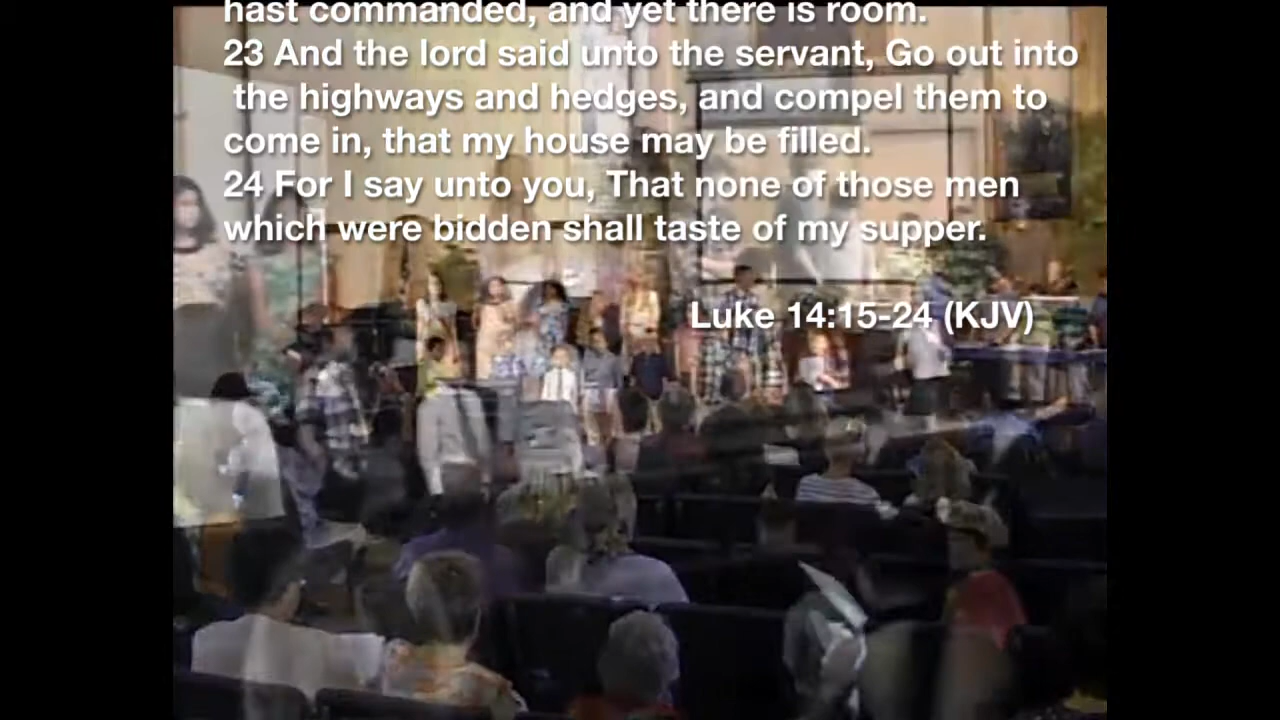 hast commanded, and yet there is room.
23 And the lord said unto the servant, Go out into
the highways and hedges, and compel them to
come in, that my house may be filled.
24 For I say unto you, That none of those men
which were bidden shall taste of my supper.
Luke 14:15-24 (KJV)